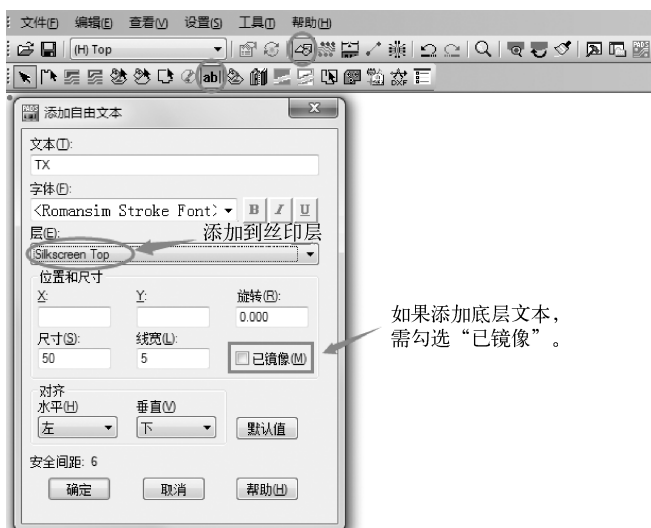 文件(F) 编辑(E) 查看(V) 设置(S) 工具(T) 帮助(H)
(H) Top
ab
DXF
添加自由文本
文本(T):
TX
字体(F):
<Romansim Stroke Font> B I U
层(E): 添加到丝印层
Silkscreen Top
位置和尺寸
X: Y: 旋转(R):
0.000
尺寸(S): 线宽(L):
50 5 已镜像(M)
如果添加底层文本，
需勾选“已镜像”。
对齐
水平(H) 垂直(V)
左 下 默认值
安全间距: 6
确定 取消 帮助(H)